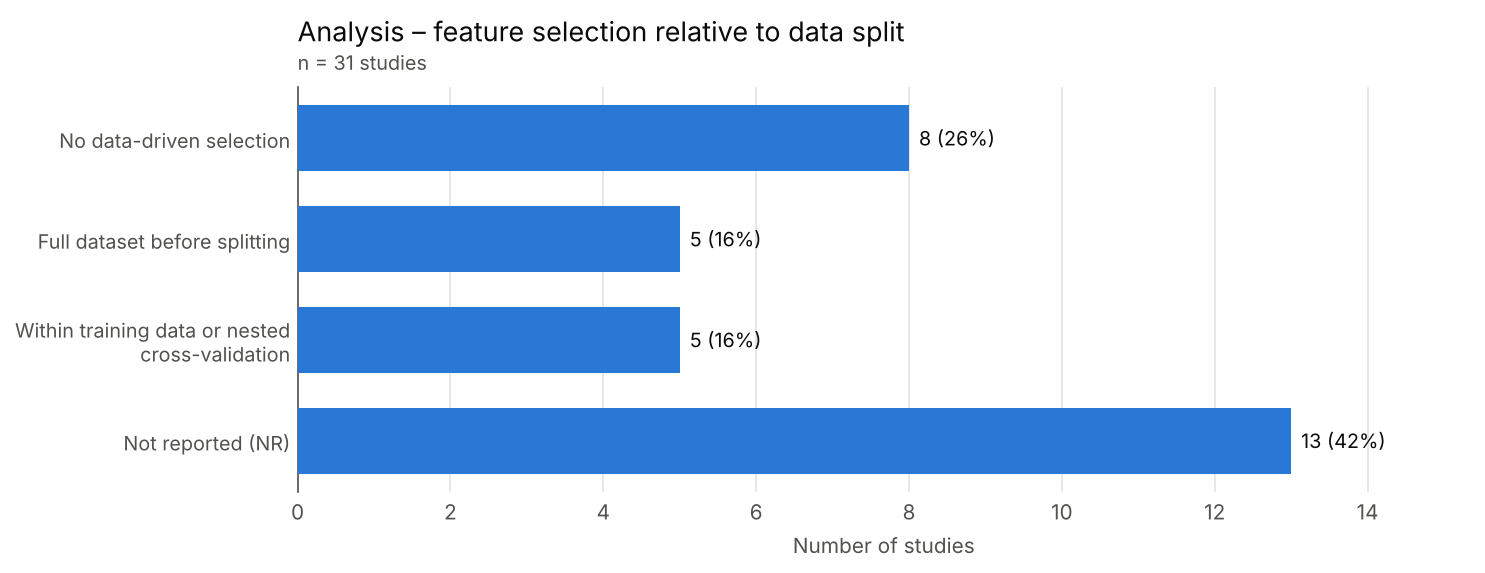 Analysis – feature selection relative to data split
n = 31 studies
No data-driven selection
8 (26%)
Full dataset before splitting
5 (16%)
Within training data or nested
cross-validation
5 (16%)
Not reported (NR)
13 (42%)
0 2 4 6 8 10 12 14
Number of studies